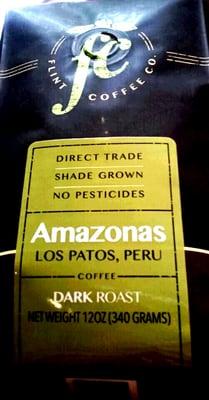 FLINT COFFEE CO.
fc
DIRECT TRADE
SHADE GROWN
NO PESTICIDES
Amazonas
LOS PATOS, PERU
COFFEE
DARK ROAST
NET WEIGHT 12OZ (340 GRAMS)